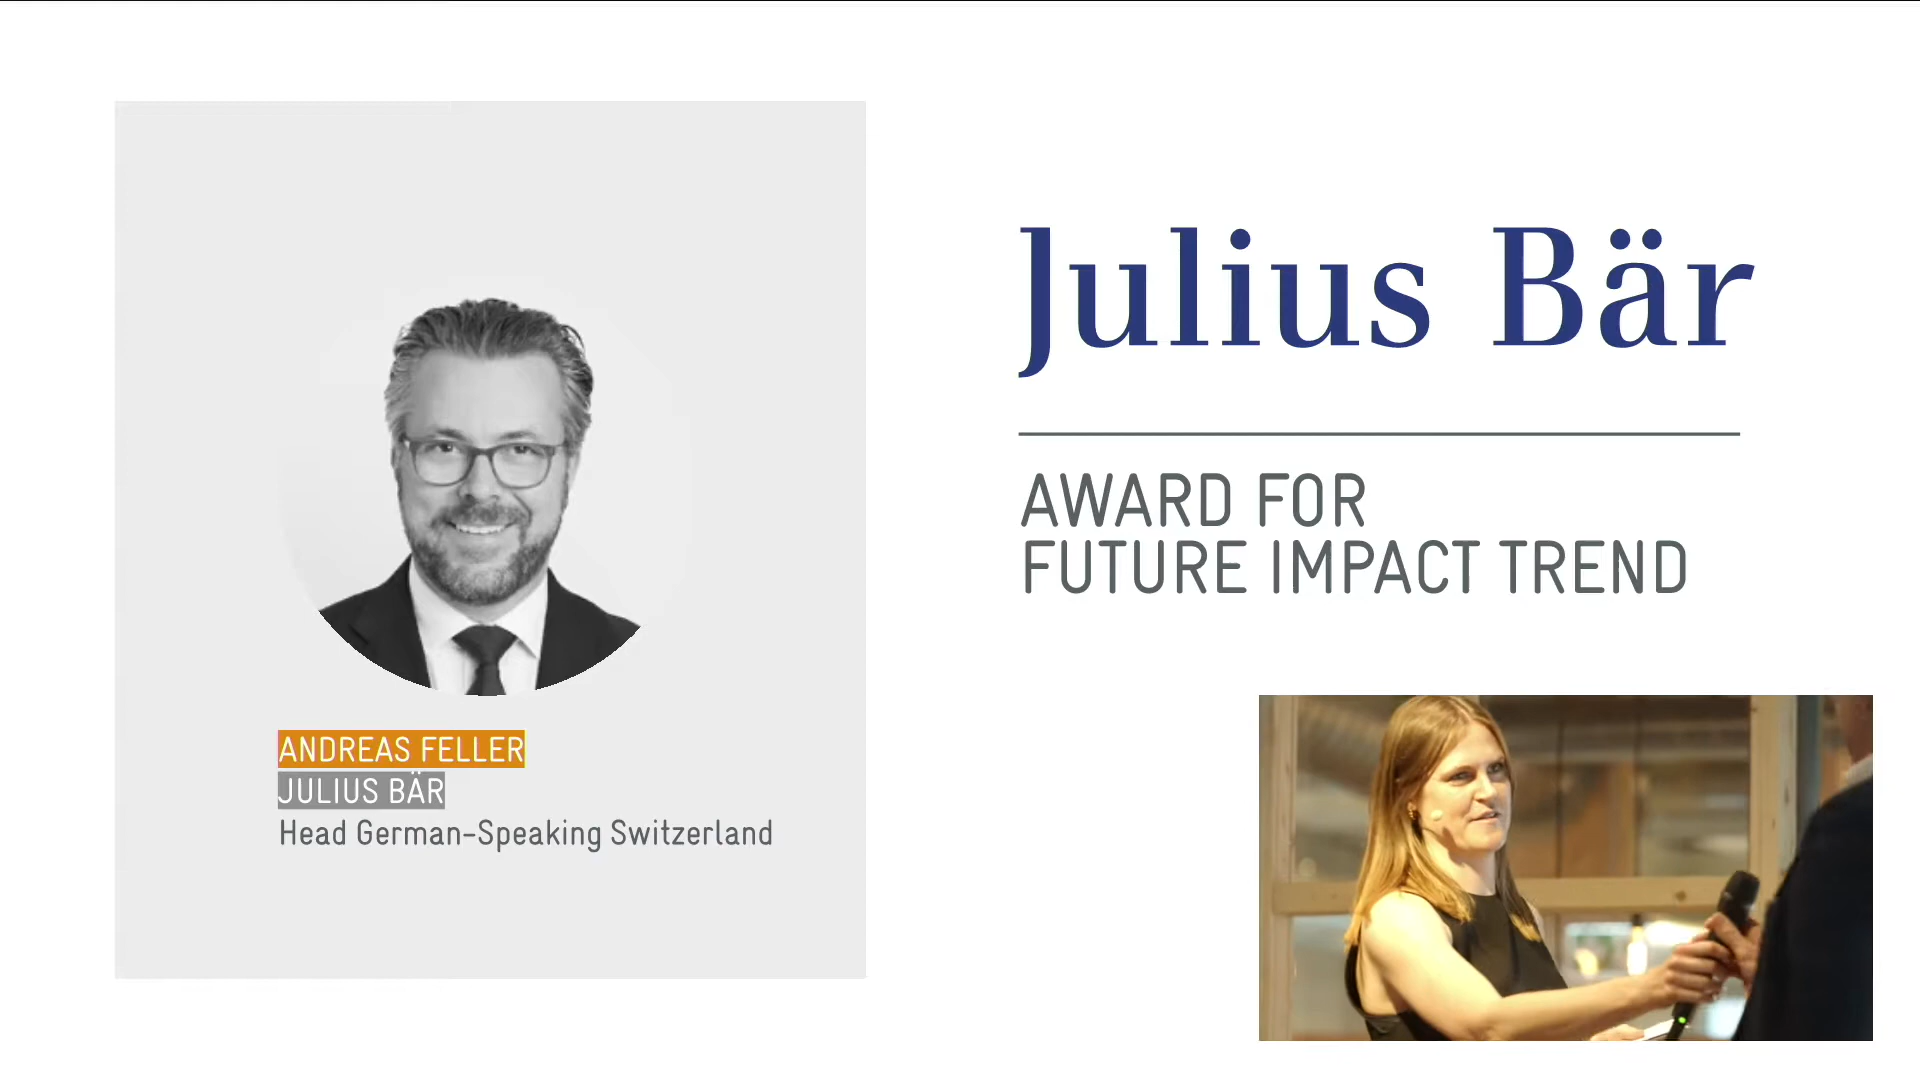 Julius Bär
AWARD FOR
FUTURE IMPACT TREND
ANDREAS FELLER
JULIUS BÄR
Head German-Speaking Switzerland